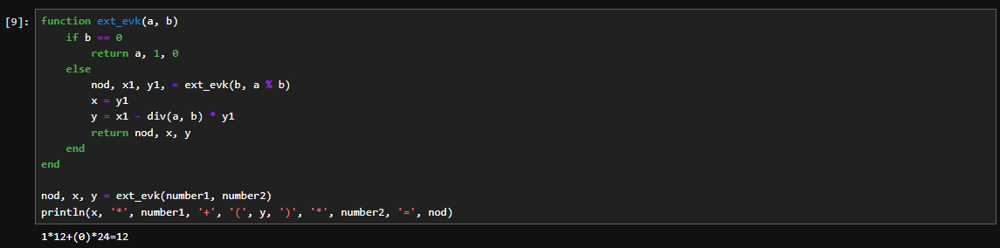 [9]: function ext_evk(a, b)
    if b == 0
        return a, 1, 0
    else
        nod, x1, y1, = ext_evk(b, a % b)
        x = y1
        y = x1 - div(a, b) * y1
        return nod, x, y
    end
end

nod, x, y = ext_evk(number1, number2)
println(x, '*', number1, '+', '(', y, ')', '*', number2, '=', nod)
1*12+(0)*24=12